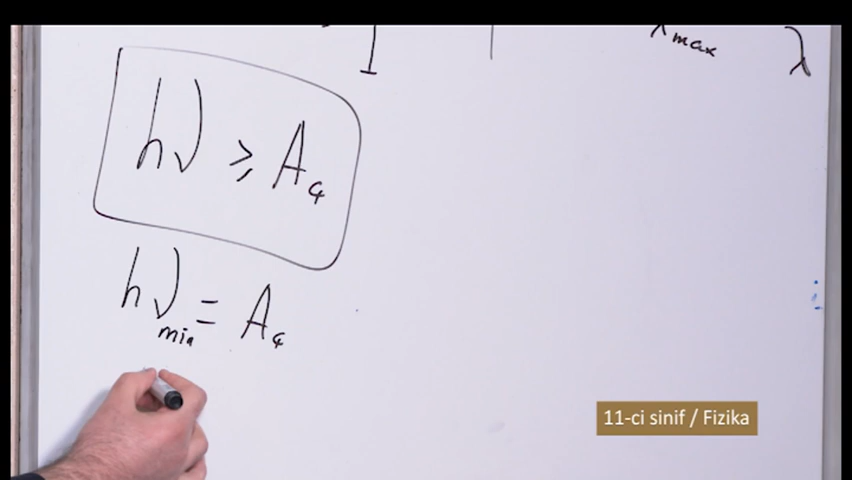 λmax λ
hν ≥ Aç
hνmin = Aç
11-ci sinif / Fizika